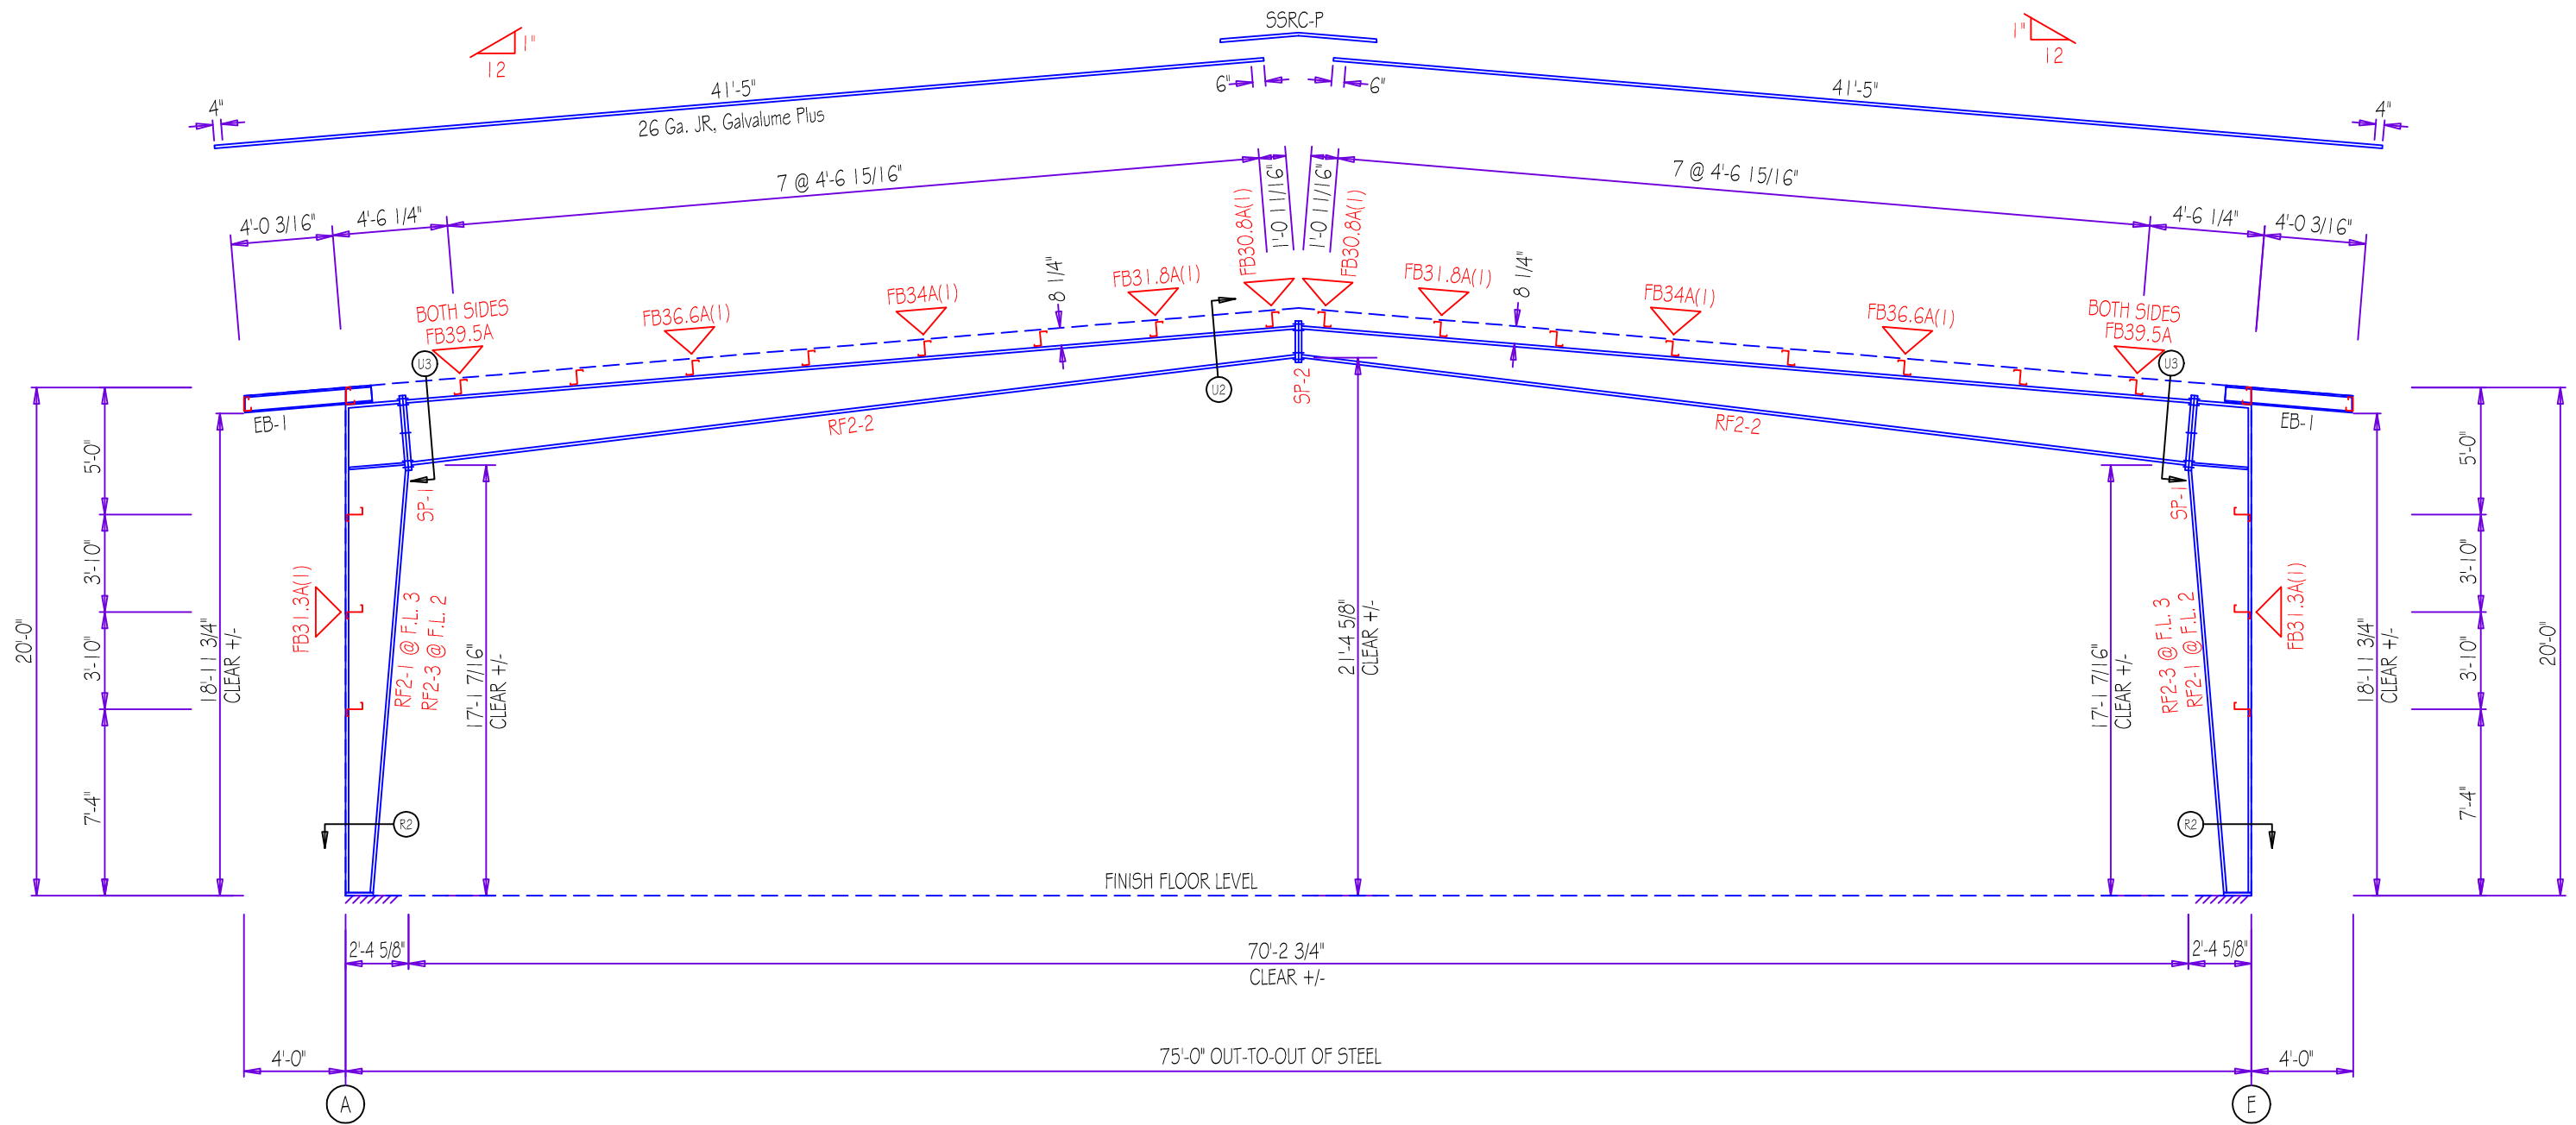 SSRC-P
1"
12
1"
12
41'-5"
26 Ga. JR, Galvalume Plus
41'-5"
4"
6"
6"
4"
7 @ 4'-6 15/16"
7 @ 4'-6 15/16"
4'-0 3/16"
4'-6 1/4"
1'-0 11/16"
1'-0 11/16"
4'-6 1/4"
4'-0 3/16"
BOTH SIDES
FB39.5A
FB36.6A(1)
FB34A(1)
8 1/4"
FB31.8A(1)
FB30.8A(1)
FB30.8A(1)
FB31.8A(1)
8 1/4"
FB34A(1)
FB36.6A(1)
BOTH SIDES
FB39.5A
U3
U2
U3
EB-1
RF2-2
SP-2
RF2-2
EB-1
SP-1
SP-1
20'-0"
5'-0"
3'-10"
3'-10"
7'-4"
18'-11 3/4"
CLEAR +/-
FB31.3A(1)
RF2-1 @ F.L. 3
RF2-3 @ F.L. 2
17'-1 7/16"
CLEAR +/-
21'-4 5/8"
CLEAR +/-
17'-1 7/16"
CLEAR +/-
RF2-3 @ F.L. 3
RF2-1 @ F.L. 2
FB31.3A(1)
18'-11 3/4"
CLEAR +/-
5'-0"
3'-10"
3'-10"
7'-4"
20'-0"
R2
R2
FINISH FLOOR LEVEL
2'-4 5/8"
70'-2 3/4"
CLEAR +/-
2'-4 5/8"
4'-0"
75'-0" OUT-TO-OUT OF STEEL
4'-0"
A
E